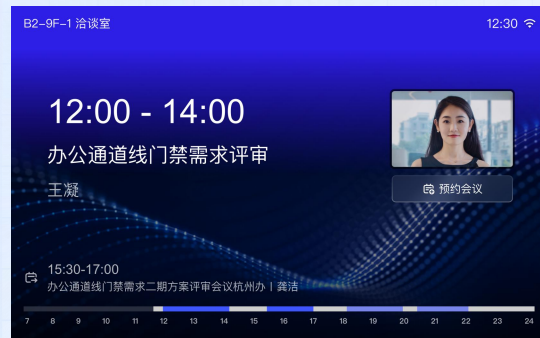 B2-9F-1 洽谈室
12:30
12:00 - 14:00
办公通道线门禁需求评审
王凝
预约会议
15:30-17:00
办公通道线门禁需求二期方案评审会议杭州办 | 龚洁
7 8 9 10 11 12 13 14 15 16 17 18 19 20 21 22 23 24